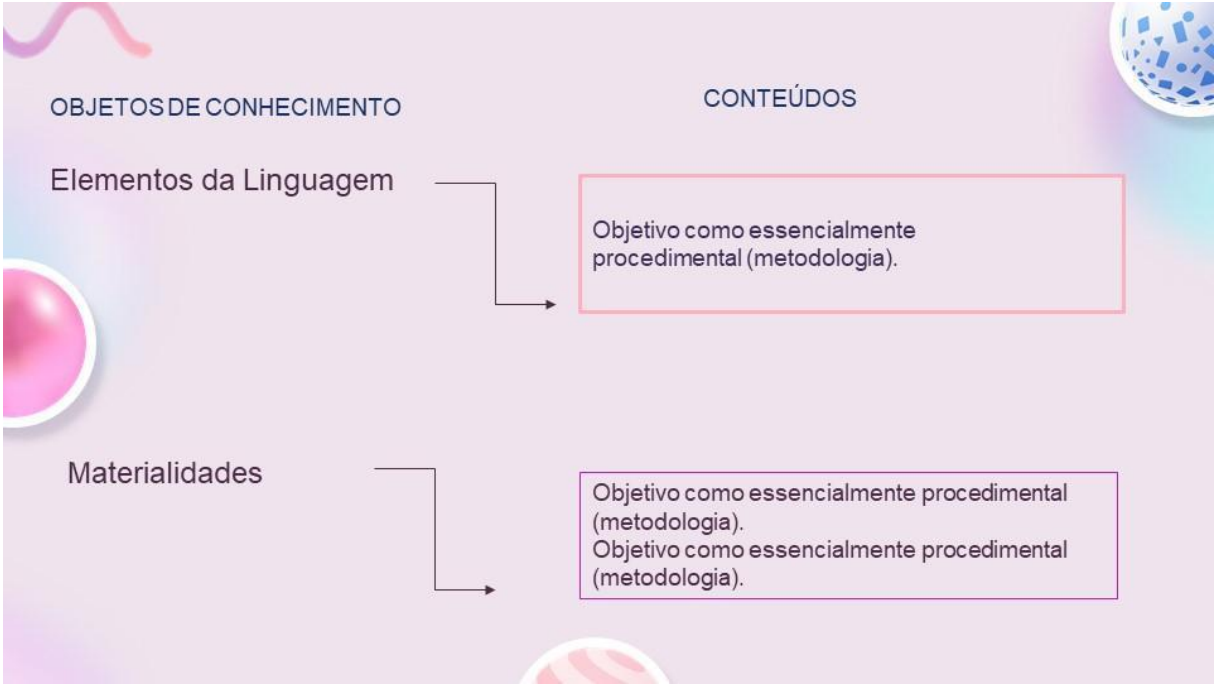 OBJETOS DE CONHECIMENTO
CONTEÚDOS
Elementos da Linguagem
Objetivo como essencialmente
procedimental (metodologia).
Materialidades
Objetivo como essencialmente procedimental
(metodologia).
Objetivo como essencialmente procedimental
(metodologia).